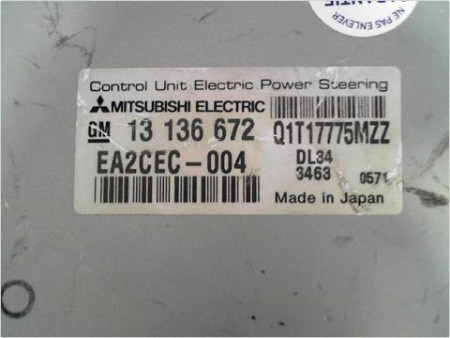 GARANTIE
NE PAS ENLEVER
Control Unit Electric Power Steering
MITSUBISHI ELECTRIC
GM 13 136 672 Q1T17775MZZ
EA2CEC-004 DL34
3463 0571
Made in Japan